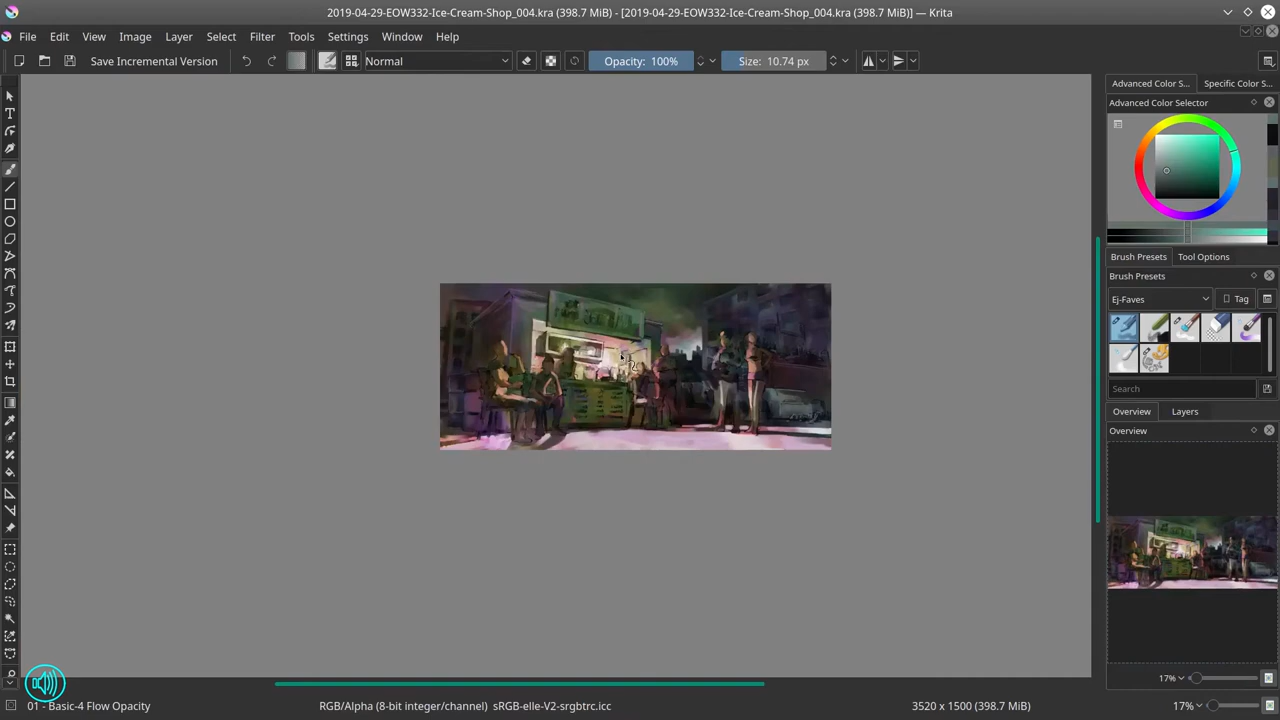 2019-04-29-EOW332-Ice-Cream-Shop_004.kra (398.7 MiB) - [2019-04-29-EOW332-Ice-Cream-Shop_004.kra (398.7 MiB)] — Krita
File Edit View Image Layer Select Filter Tools Settings Window Help
Save Incremental Version Normal Opacity: 100% Size: 10.74 px
Advanced Color S... Specific Color S...
Advanced Color Selector
Brush Presets Tool Options
Brush Presets
Ej-Faves Tag
Search
Overview Layers
Overview
17%
01 - Basic-4 Flow Opacity RGB/Alpha (8-bit integer/channel) sRGB-elle-V2-srgbtrc.icc 3520 x 1500 (398.7 MiB) 17%